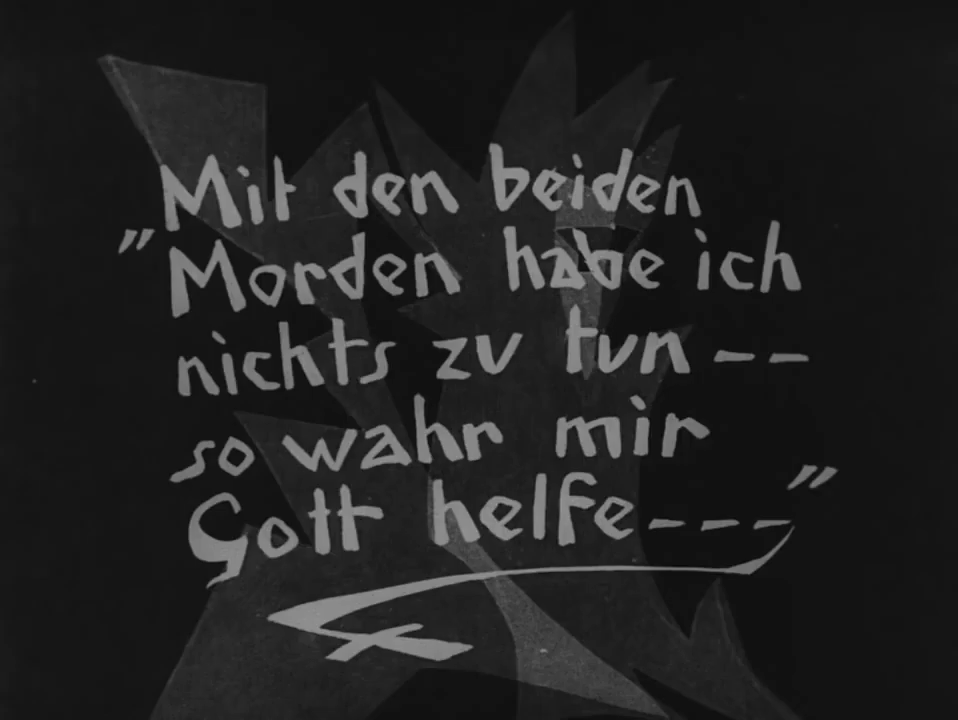 Mit den beiden
"Morden habe ich
nichts zu tun --
so wahr mir
Gott helfe---"